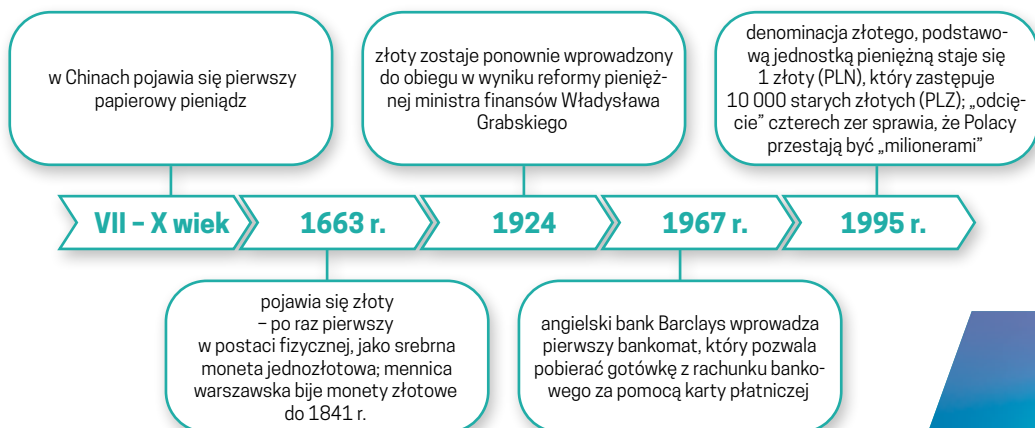 w Chinach pojawia się pierwszy
papierowy pieniądz
złoty zostaje ponownie wprowadzony
do obiegu w wyniku reformy pienięż-
nej ministra finansów Władysława
Grabskiego
denominacja złotego, podstawo-
wą jednostką pieniężną staje się
1 złoty (PLN), który zastępuje
10 000 starych złotych (PLZ); „odcię-
cie” czterech zer sprawia, że Polacy
przestają być „milionerami”
VII – X wiek
1663 r.
1924
1967 r.
1995 r.
pojawia się złoty
– po raz pierwszy
w postaci fizycznej, jako srebrna
moneta jednozłotowa; mennica
warszawska bije monety złotowe
do 1841 r.
angielski bank Barclays wprowadza
pierwszy bankomat, który pozwala
pobierać gotówkę z rachunku banko-
wego za pomocą karty płatniczej